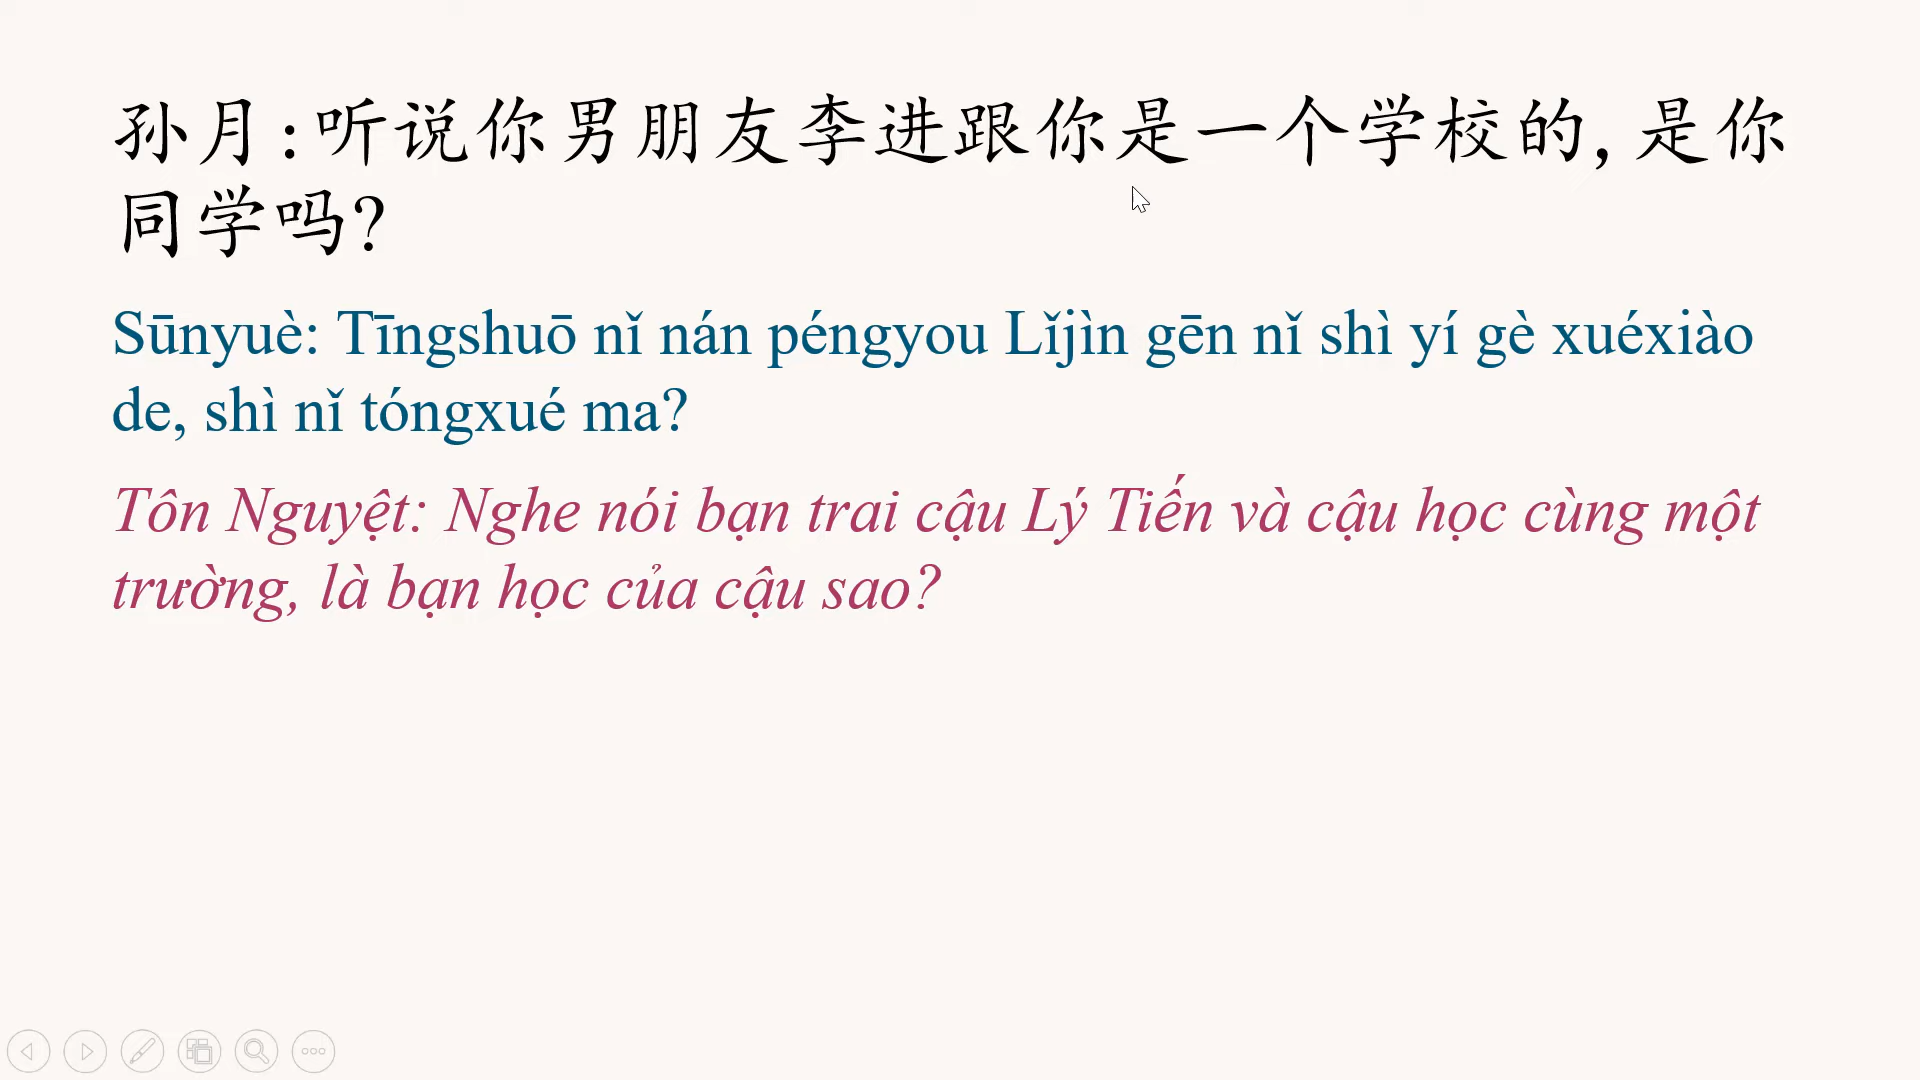 孙月:听说你男朋友李进跟你是一个学校的,是你
同学吗?
Sūnyuè: Tīngshuō nǐ nán péngyou Lǐjìn gēn nǐ shì yí gè xuéxiào
de, shì nǐ tóngxué ma?
Tôn Nguyệt: Nghe nói bạn trai cậu Lý Tiến và cậu học cùng một
trường, là bạn học của cậu sao?